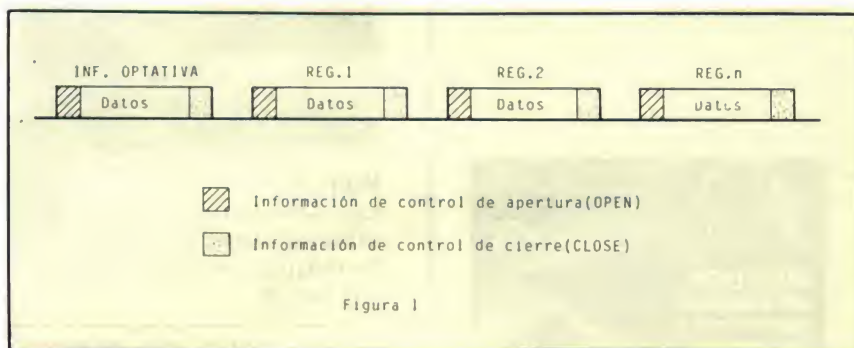 INF. OPTATIVA REG.1 REG.2 REG.n
Datos Datos Datos Datos
Información de control de apertura(OPEN)
Información de control de cierre(CLOSE)
Figura 1